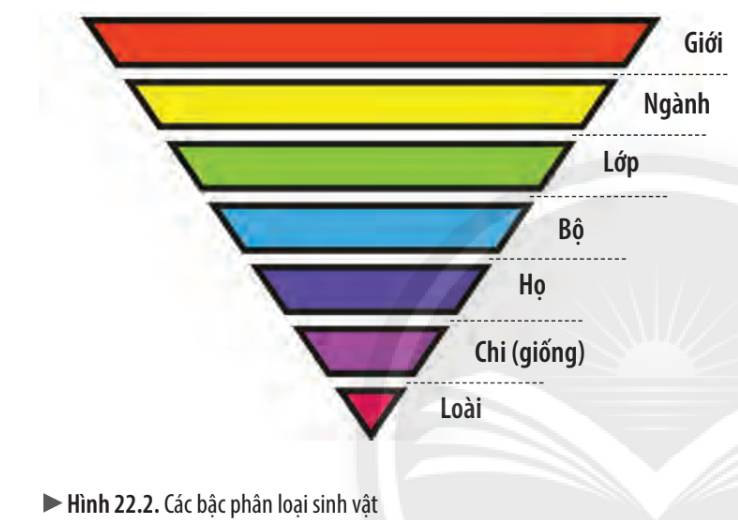 Giới
Ngành
Lớp
Bộ
Họ
Chi (giống)
Loài
►Hình 22.2. Các bậc phân loại sinh vật